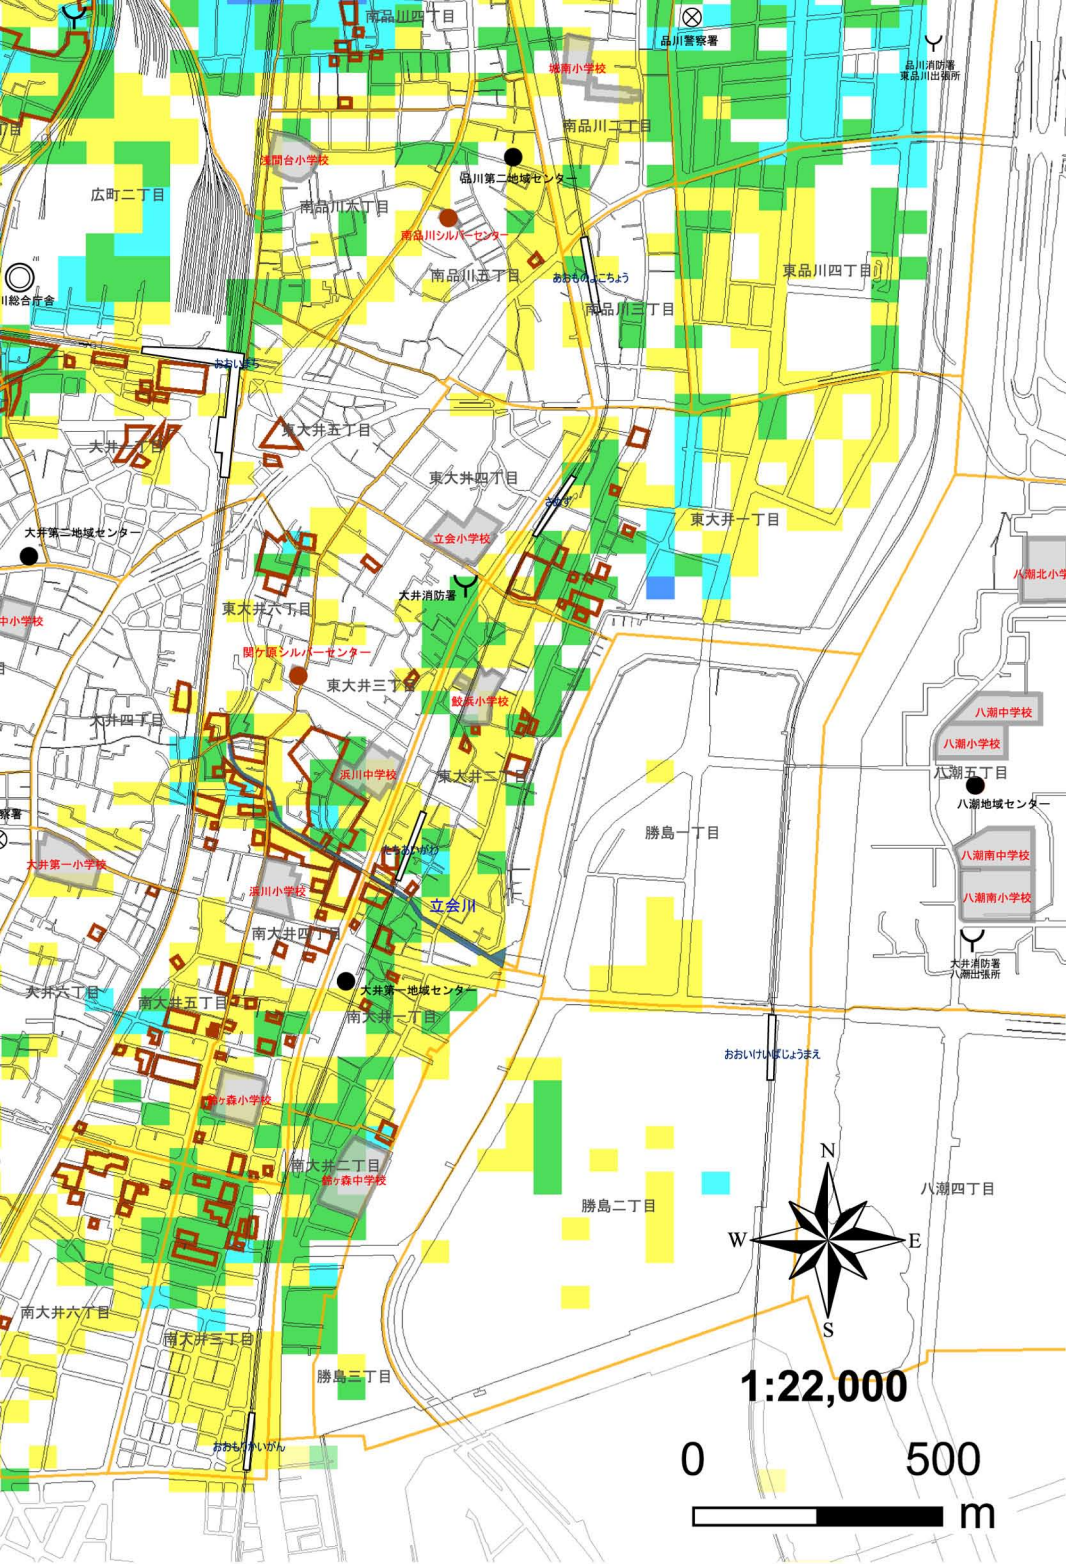 南品川四丁目
品川警察署
品川消防署
東品川出張所
城南小学校
南品川二丁目
浅間台小学校
品川第二地域センター
広町二丁目
南品川六丁目
南品川シルバーセンター
南品川五丁目
東品川四丁目
あおものよこちょう
川総合庁舎
南品川三丁目
おおいまち
大井一丁目
東大井五丁目
東大井四丁目
さめず
東大井一丁目
大井第二地域センター
立会小学校
八潮北小学
大井消防署
東大井六丁目
中小学校
関ケ原シルバーセンター
東大井三丁目
鮫浜小学校
大井四丁目
八潮中学校
八潮小学校
八潮五丁目
浜川中学校
東大井二丁目
八潮地域センター
察署
勝島一丁目
たちあいがわ
八潮南中学校
大井第一小学校
浜川小学校
八潮南小学校
立会川
南大井四丁目
大井消防署
八潮出張所
大井第一地域センター
大井六丁目
南大井五丁目
南大井一丁目
おおいけいばじょうまえ
鈴ヶ森小学校
南大井二丁目
鈴ヶ森中学校
八潮四丁目
勝島二丁目
N
W
E
S
南大井六丁目
南大井三丁目
勝島三丁目
1:22,000
おおもりかいがん
0
500
m